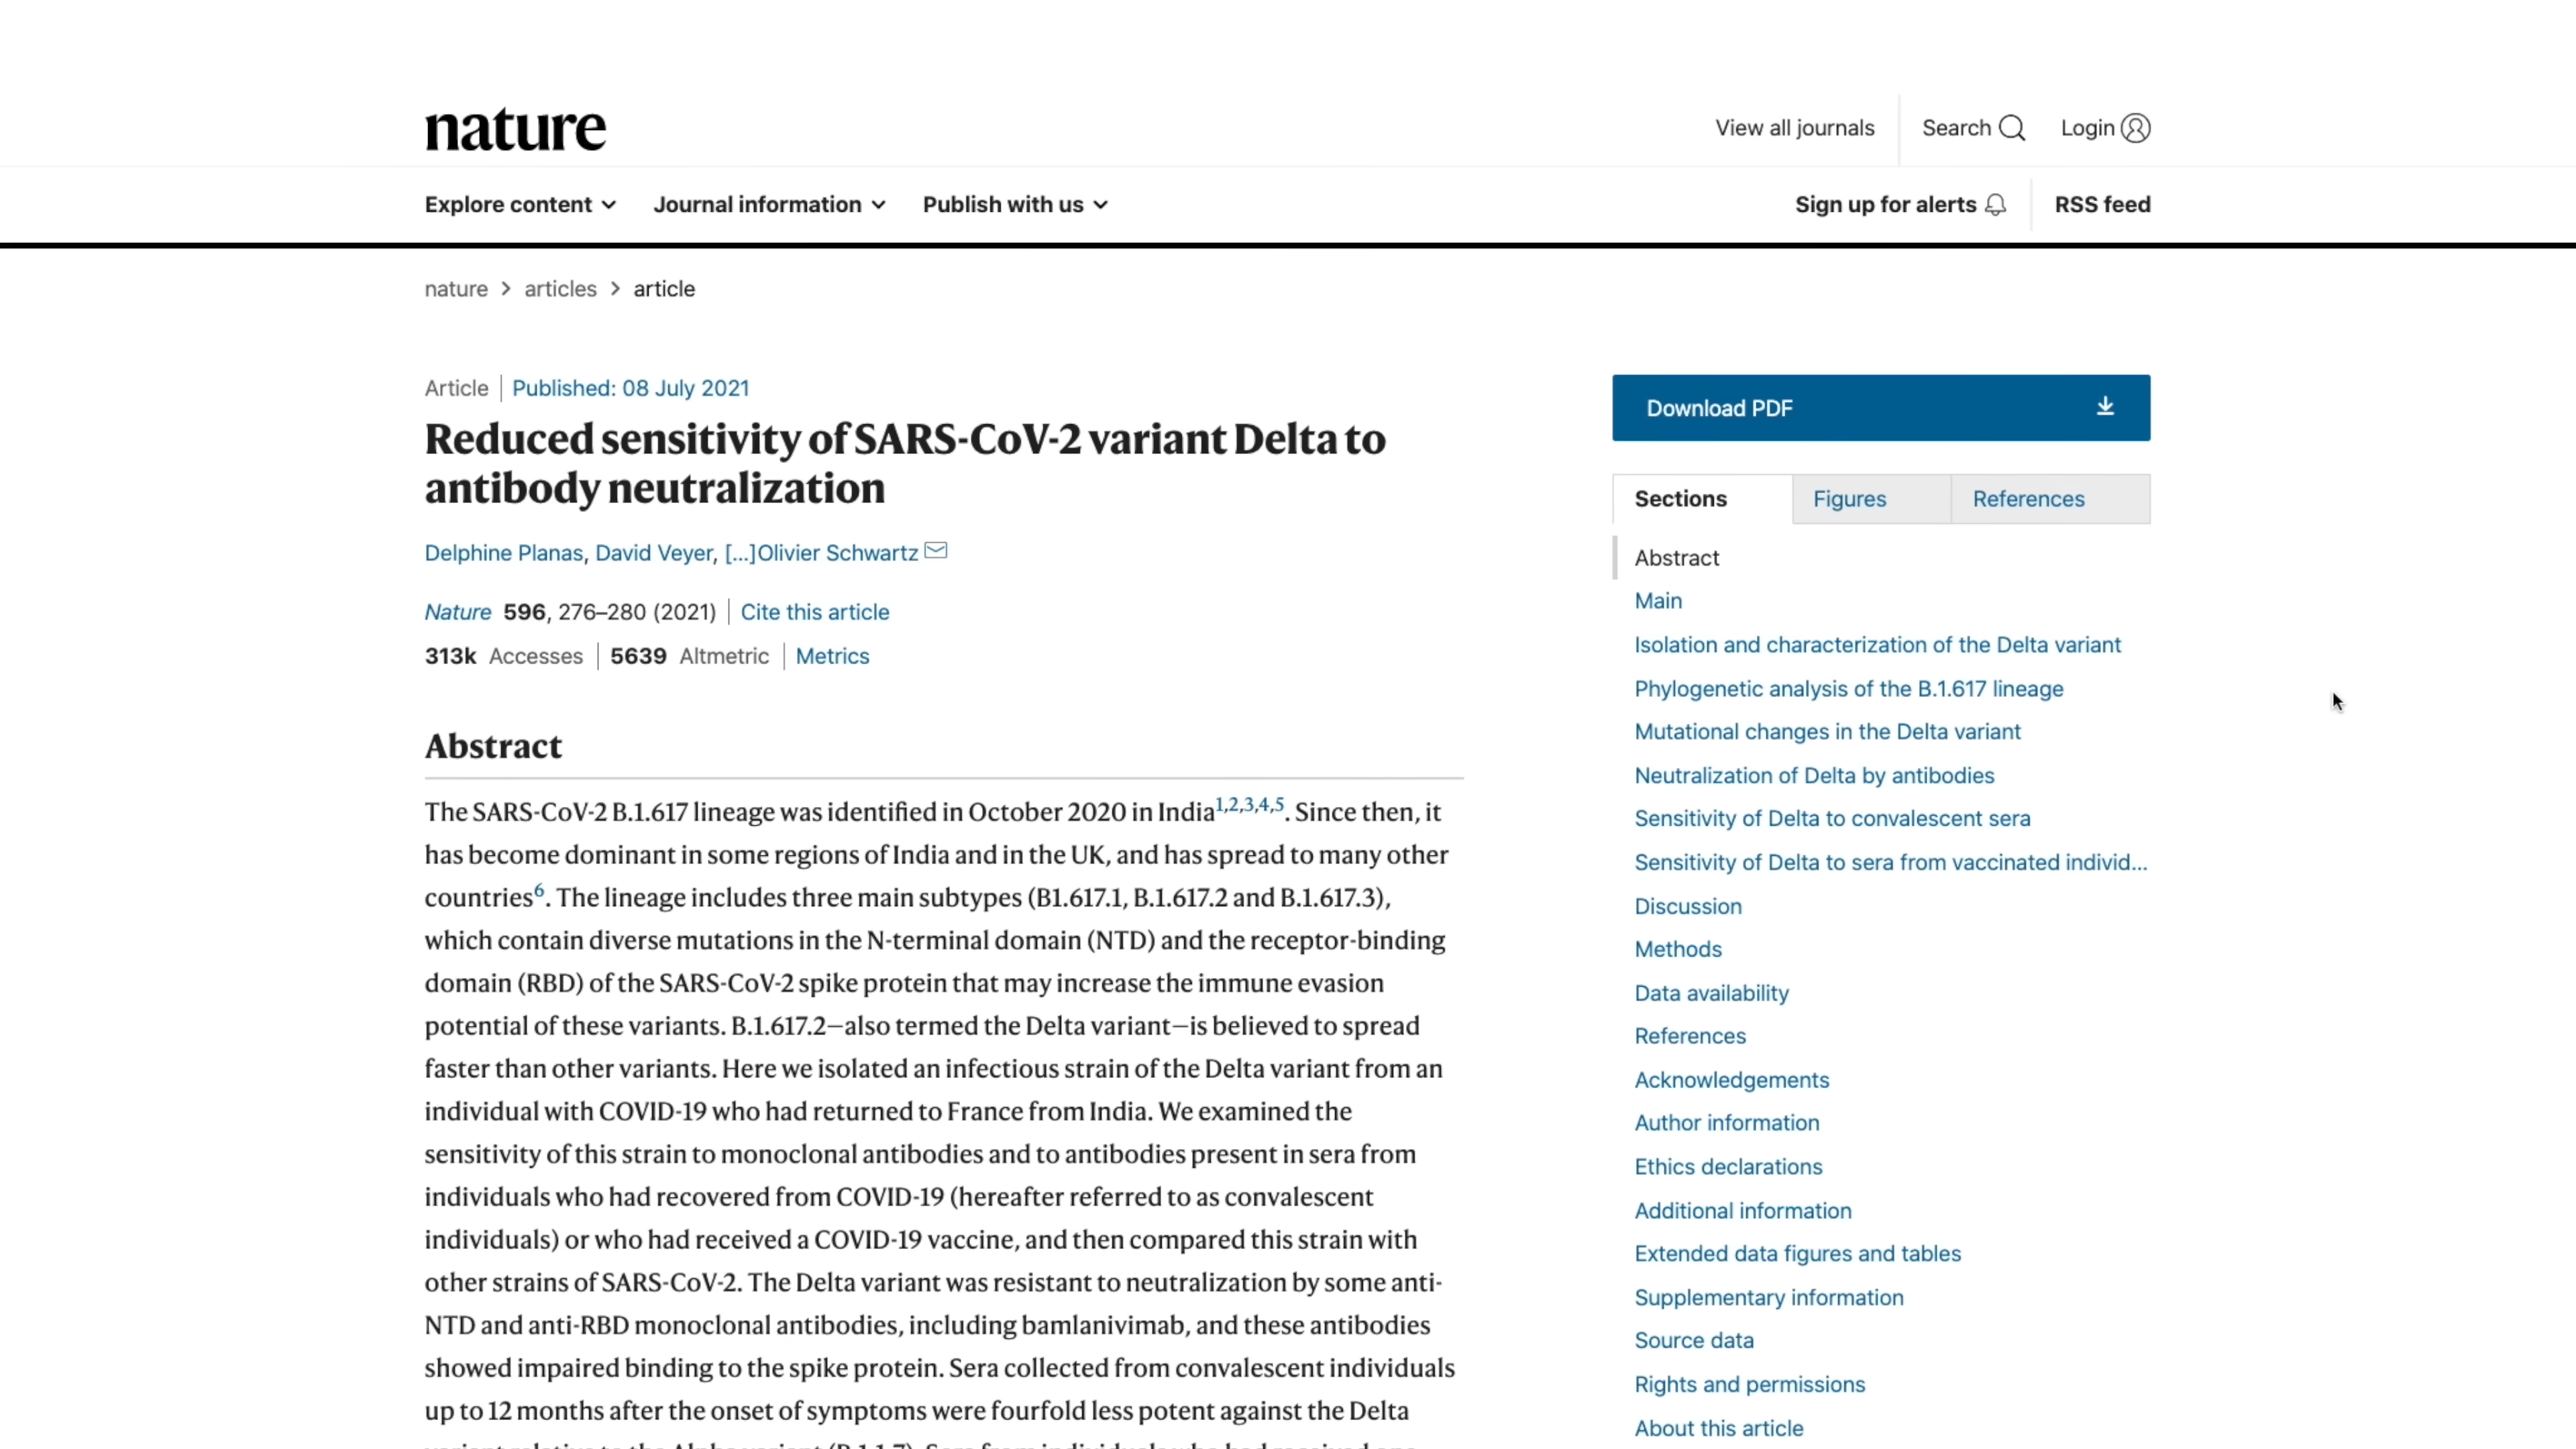 nature
View all journals
Search
Login
Explore content
Journal information
Publish with us
Sign up for alerts
RSS feed
nature > articles > article
Article | Published: 08 July 2021
Reduced sensitivity of SARS-CoV-2 variant Delta to
antibody neutralization
Delphine Planas, David Veyer, [...]Olivier Schwartz
Nature 596, 276–280 (2021) | Cite this article
313k Accesses | 5639 Altmetric | Metrics
Abstract
The SARS-CoV-2 B.1.617 lineage was identified in October 2020 in India1,2,3,4,5. Since then, it
has become dominant in some regions of India and in the UK, and has spread to many other
countries6. The lineage includes three main subtypes (B1.617.1, B.1.617.2 and B.1.617.3),
which contain diverse mutations in the N-terminal domain (NTD) and the receptor-binding
domain (RBD) of the SARS-CoV-2 spike protein that may increase the immune evasion
potential of these variants. B.1.617.2—also termed the Delta variant—is believed to spread
faster than other variants. Here we isolated an infectious strain of the Delta variant from an
individual with COVID-19 who had returned to France from India. We examined the
sensitivity of this strain to monoclonal antibodies and to antibodies present in sera from
individuals who had recovered from COVID-19 (hereafter referred to as convalescent
individuals) or who had received a COVID-19 vaccine, and then compared this strain with
other strains of SARS-CoV-2. The Delta variant was resistant to neutralization by some anti-
NTD and anti-RBD monoclonal antibodies, including bamlanivimab, and these antibodies
showed impaired binding to the spike protein. Sera collected from convalescent individuals
up to 12 months after the onset of symptoms were fourfold less potent against the Delta
Download PDF
Sections
Figures
References
Abstract
Main
Isolation and characterization of the Delta variant
Phylogenetic analysis of the B.1.617 lineage
Mutational changes in the Delta variant
Neutralization of Delta by antibodies
Sensitivity of Delta to convalescent sera
Sensitivity of Delta to sera from vaccinated individ...
Discussion
Methods
Data availability
References
Acknowledgements
Author information
Ethics declarations
Additional information
Extended data figures and tables
Supplementary information
Source data
Rights and permissions
About this article